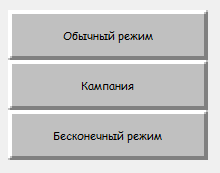 Обычный режим
Кампания
Бесконечный режим